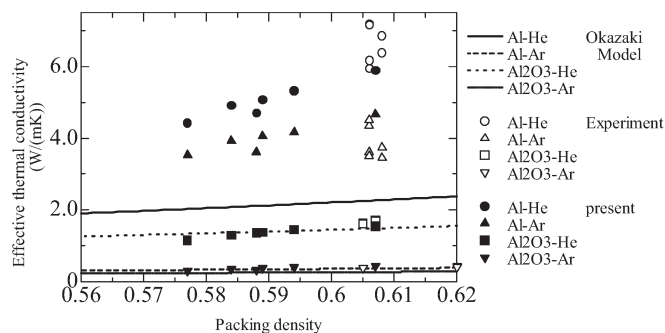 Effective thermal conductivity
(W/(mK))
6.0
4.0
2.0
0
0.56
0.57
0.58
0.59
0.60
0.61
0.62
Packing density
Al-He Okazaki
Al-Ar Model
Al2O3-He
Al2O3-Ar
Al-He Experiment
Al-Ar
Al2O3-He
Al2O3-Ar
Al-He present
Al-Ar
Al2O3-He
Al2O3-Ar